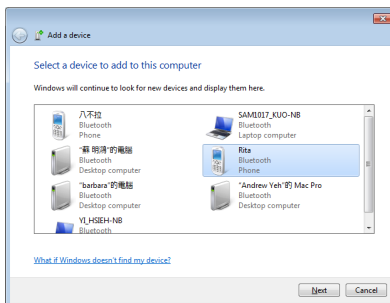 Add a device
Select a device to add to this computer
Windows will continue to look for new devices and display them here.
八不拉
Bluetooth
Phone
SAM1017_KUO-NB
Bluetooth
Laptop computer
"蘇 明鴻"的電腦
Bluetooth
Desktop computer
Rita
Bluetooth
Phone
"barbara"的電腦
Bluetooth
Desktop computer
"Andrew Yeh"的 Mac Pro
Bluetooth
Desktop computer
YI_HSIEH-NB
Bluetooth
What if Windows doesn't find my device?
Next
Cancel